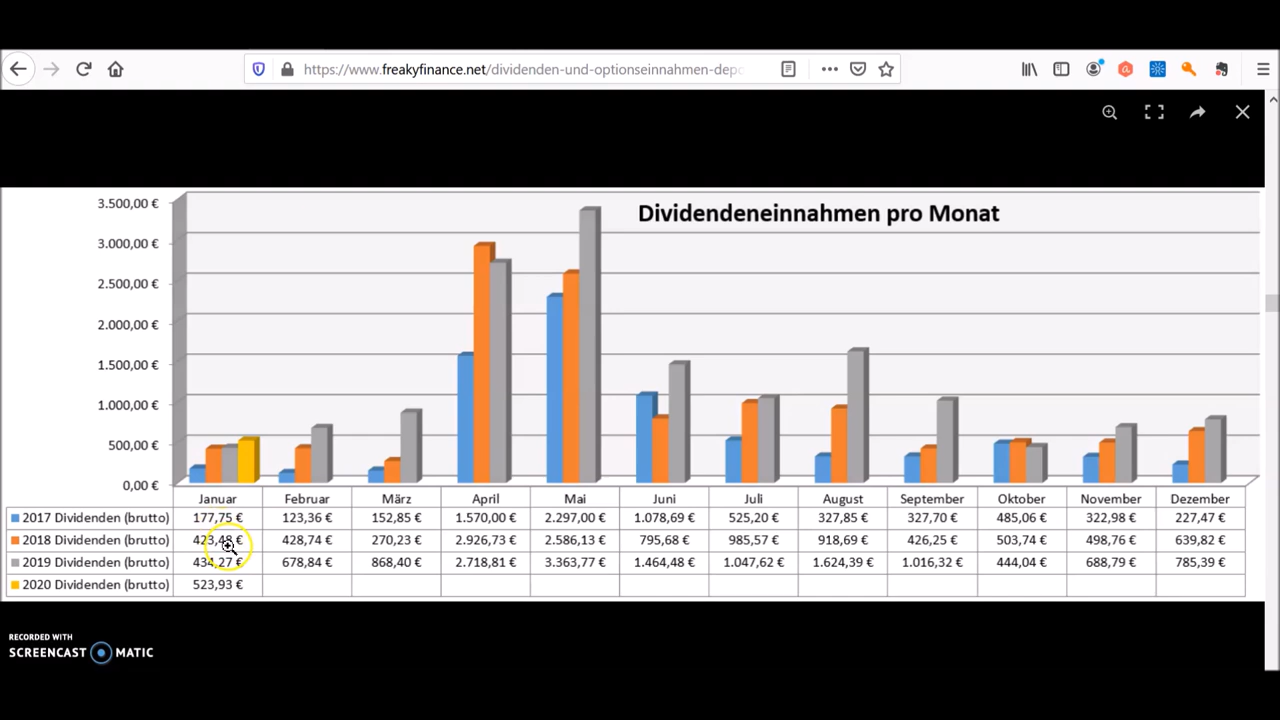 https://www.freakyfinance.net/dividenden-und-optionseinnahmen-depo
Dividendeneinnahmen pro Monat
3.500,00 €
3.000,00 €
2.500,00 €
2.000,00 €
1.500,00 €
1.000,00 €
500,00 €
0,00 €
Januar Februar März April Mai Juni Juli August September Oktober November Dezember
2017 Dividenden (brutto) 177,75 € 123,36 € 152,85 € 1.570,00 € 2.297,00 € 1.078,69 € 525,20 € 327,85 € 327,70 € 485,06 € 322,98 € 227,47 €
2018 Dividenden (brutto) 423,48 € 428,74 € 270,23 € 2.926,73 € 2.586,13 € 795,68 € 985,57 € 918,69 € 426,25 € 503,74 € 498,76 € 639,82 €
2019 Dividenden (brutto) 434,27 € 678,84 € 868,40 € 2.718,81 € 3.363,77 € 1.464,48 € 1.047,62 € 1.624,39 € 1.016,32 € 444,04 € 688,79 € 785,39 €
2020 Dividenden (brutto) 523,93 €
RECORDED WITH
SCREENCAST MATIC